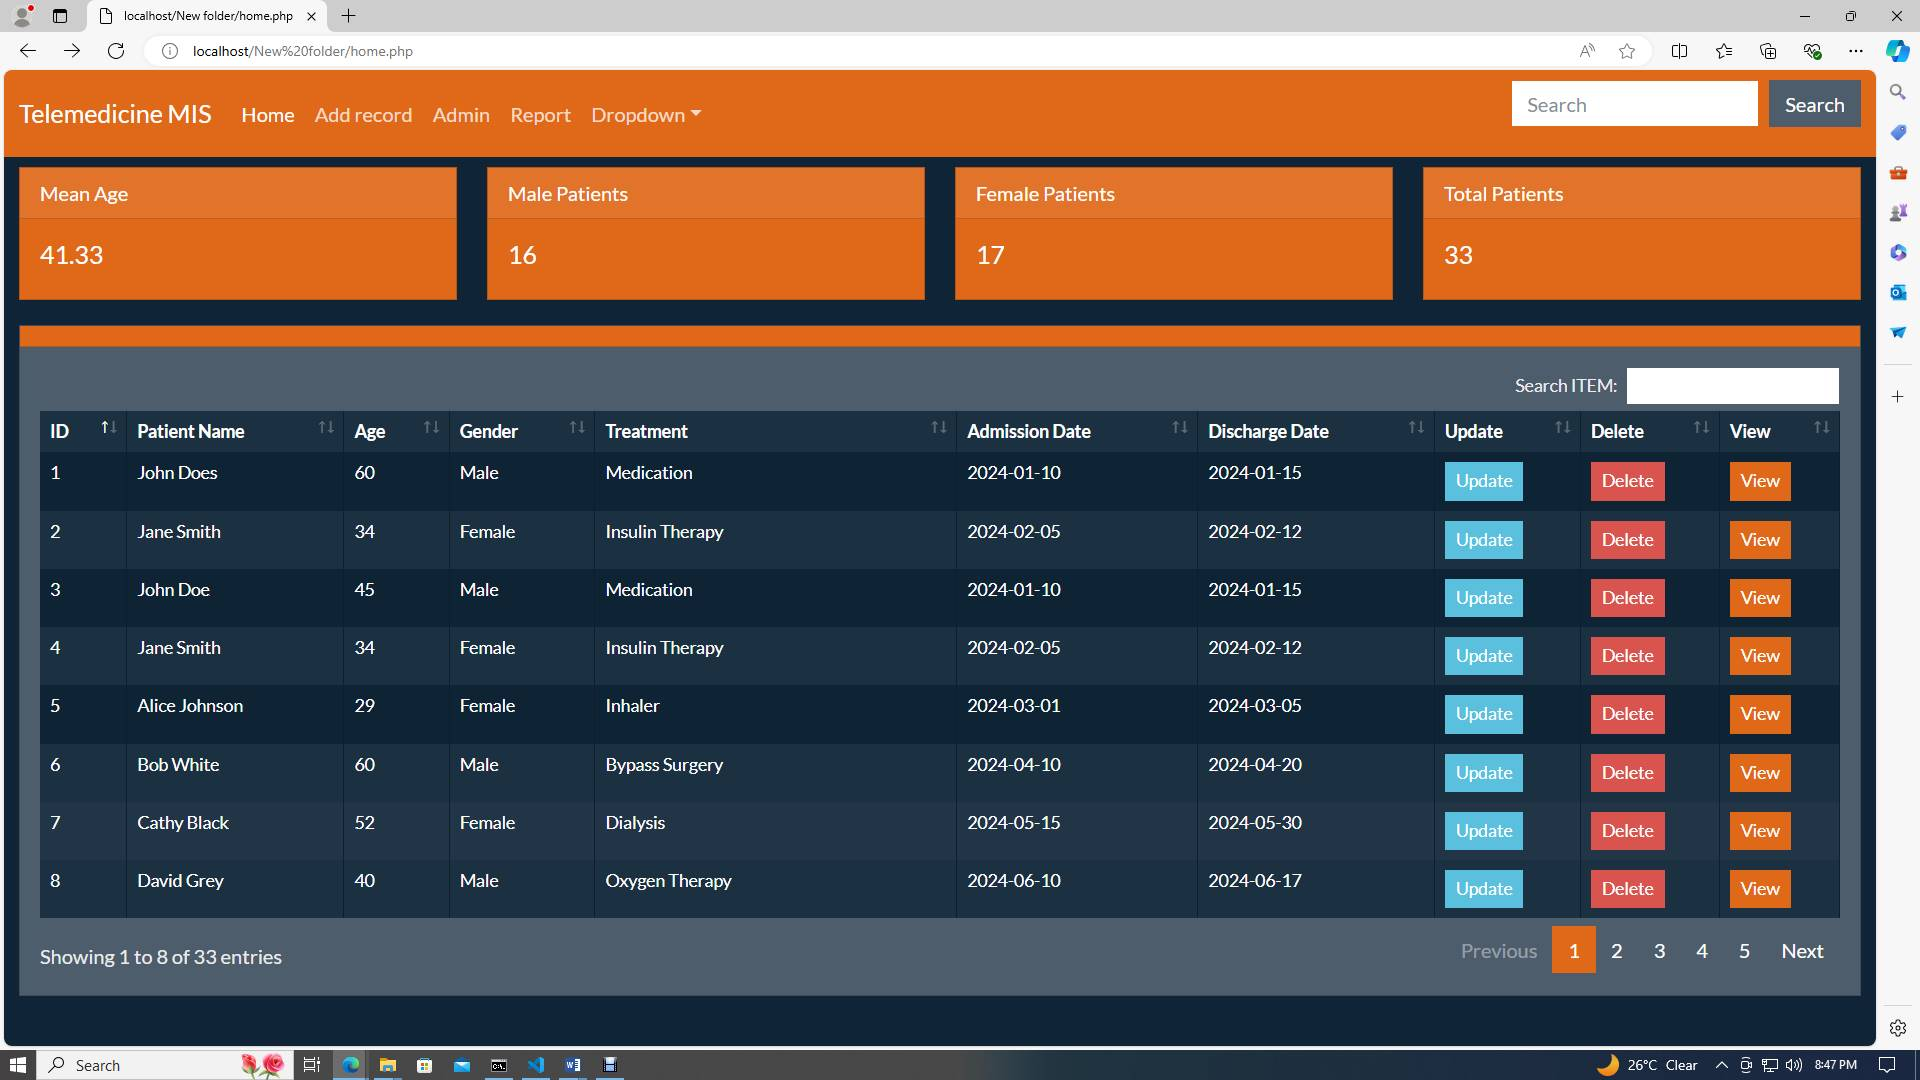 localhost/New folder/home.php
localhost/New%20folder/home.php
Telemedicine MIS Home Add record Admin Report Dropdown Search Search
Mean Age Male Patients Female Patients Total Patients
41.33 16 17 33
Search ITEM:
ID Patient Name Age Gender Treatment Admission Date Discharge Date Update Delete View
1 John Does 60 Male Medication 2024-01-10 2024-01-15 Update Delete View
2 Jane Smith 34 Female Insulin Therapy 2024-02-05 2024-02-12 Update Delete View
3 John Doe 45 Male Medication 2024-01-10 2024-01-15 Update Delete View
4 Jane Smith 34 Female Insulin Therapy 2024-02-05 2024-02-12 Update Delete View
5 Alice Johnson 29 Female Inhaler 2024-03-01 2024-03-05 Update Delete View
6 Bob White 60 Male Bypass Surgery 2024-04-10 2024-04-20 Update Delete View
7 Cathy Black 52 Female Dialysis 2024-05-15 2024-05-30 Update Delete View
8 David Grey 40 Male Oxygen Therapy 2024-06-10 2024-06-17 Update Delete View
Showing 1 to 8 of 33 entries Previous 1 2 3 4 5 Next
Search 26°C Clear 8:47 PM